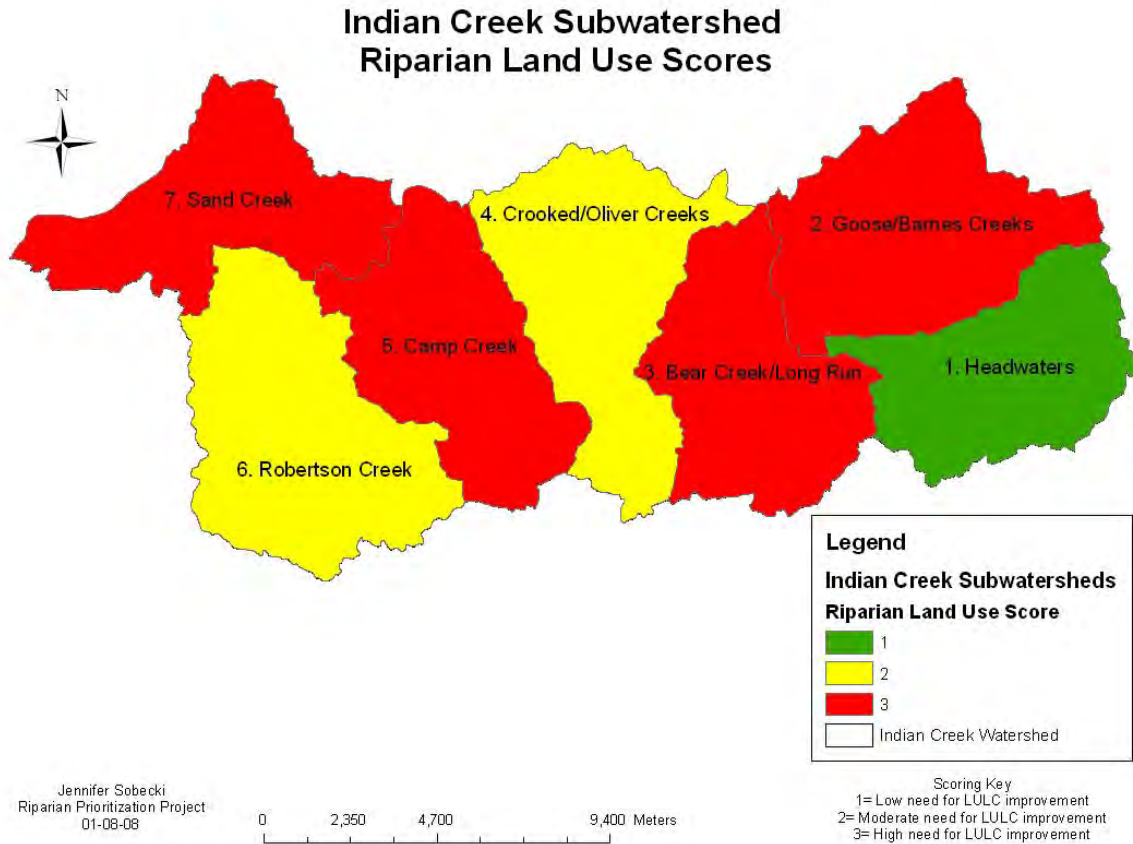 Indian Creek Subwatershed
Riparian Land Use Scores
N
7. Sand Creek
4. Crooked/Oliver Creeks
2. Goose/Barnes Creeks
5. Camp Creek
3. Bear Creek/Long Run
1. Headwaters
6. Robertson Creek
Legend
Indian Creek Subwatersheds
Riparian Land Use Score
1
2
3
Indian Creek Watershed
Jennifer Sobecki
Riparian Prioritization Project
01-08-08
0 2,350 4,700 9,400 Meters
Scoring Key
1= Low need for LULC improvement
2= Moderate need for LULC improvement
3= High need for LULC improvement